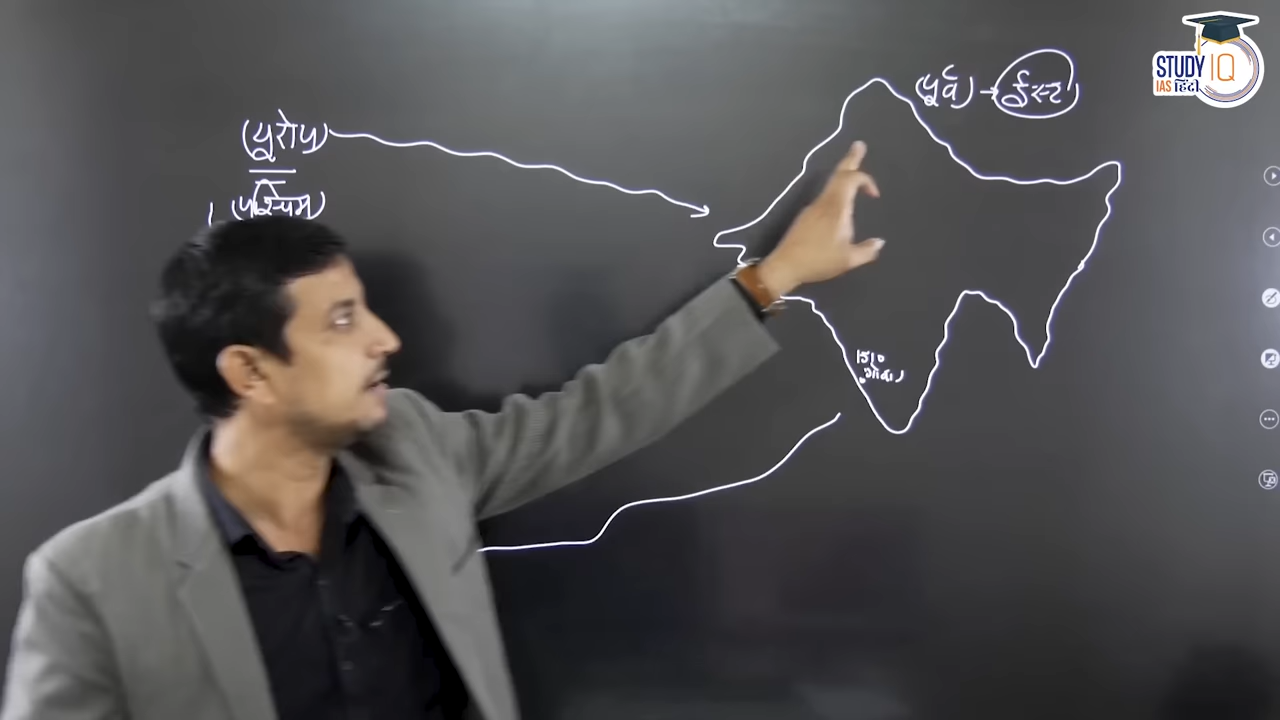 STUDY IQ
IAS हिंदी
(पूर्व) → ईस्ट
(यूरोप)
(पश्चिम)
1510
गोवा